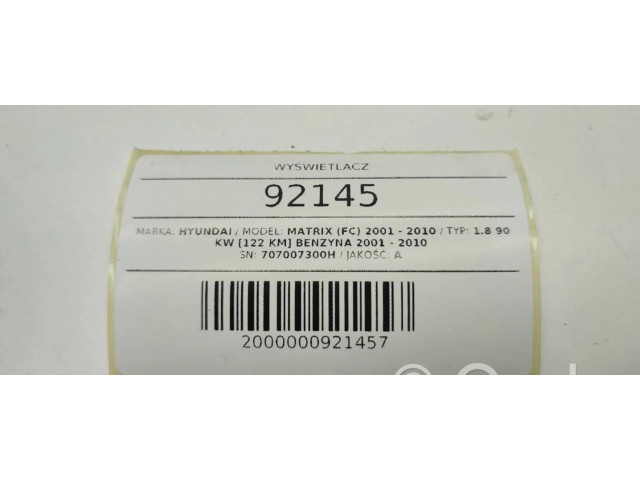 WYŚWIETLACZ
92145
MARKA: HYUNDAI / MODEL: MATRIX (FC) 2001 - 2010 / TYP: 1.8 90
KW [122 KM] BENZYNA 2001 - 2010
SN: 707007300H / JAKOŚĆ: A
2000000921457